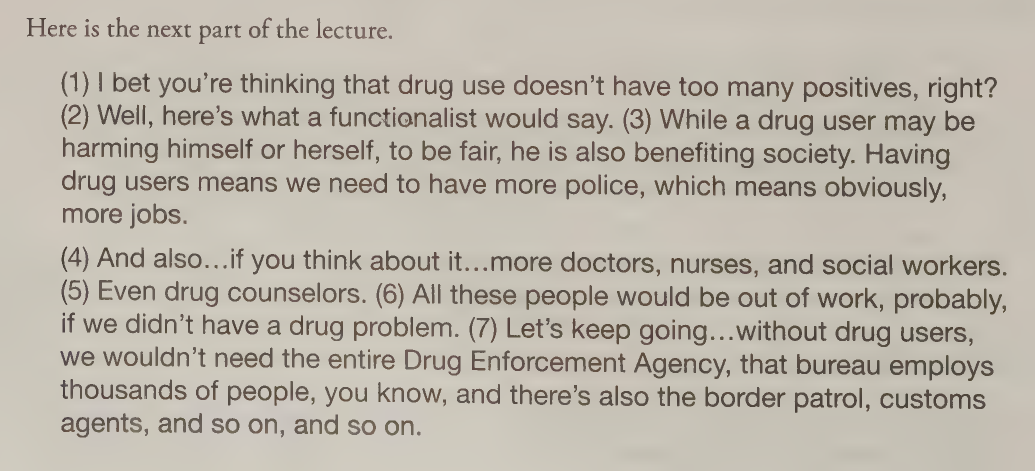 Here is the next part of the lecture.
(1) I bet you're thinking that drug use doesn't have too many positives, right?
(2) Well, here's what a functionalist would say. (3) While a drug user may be
harming himself or herself, to be fair, he is also benefiting society. Having
drug users means we need to have more police, which means obviously,
more jobs.
(4) And also...if you think about it...more doctors, nurses, and social workers.
(5) Even drug counselors. (6) All these people would be out of work, probably,
if we didn't have a drug problem. (7) Let's keep going...without drug users,
we wouldn't need the entire Drug Enforcement Agency, that bureau employs
thousands of people, you know, and there's also the border patrol, customs
agents, and so on, and so on.